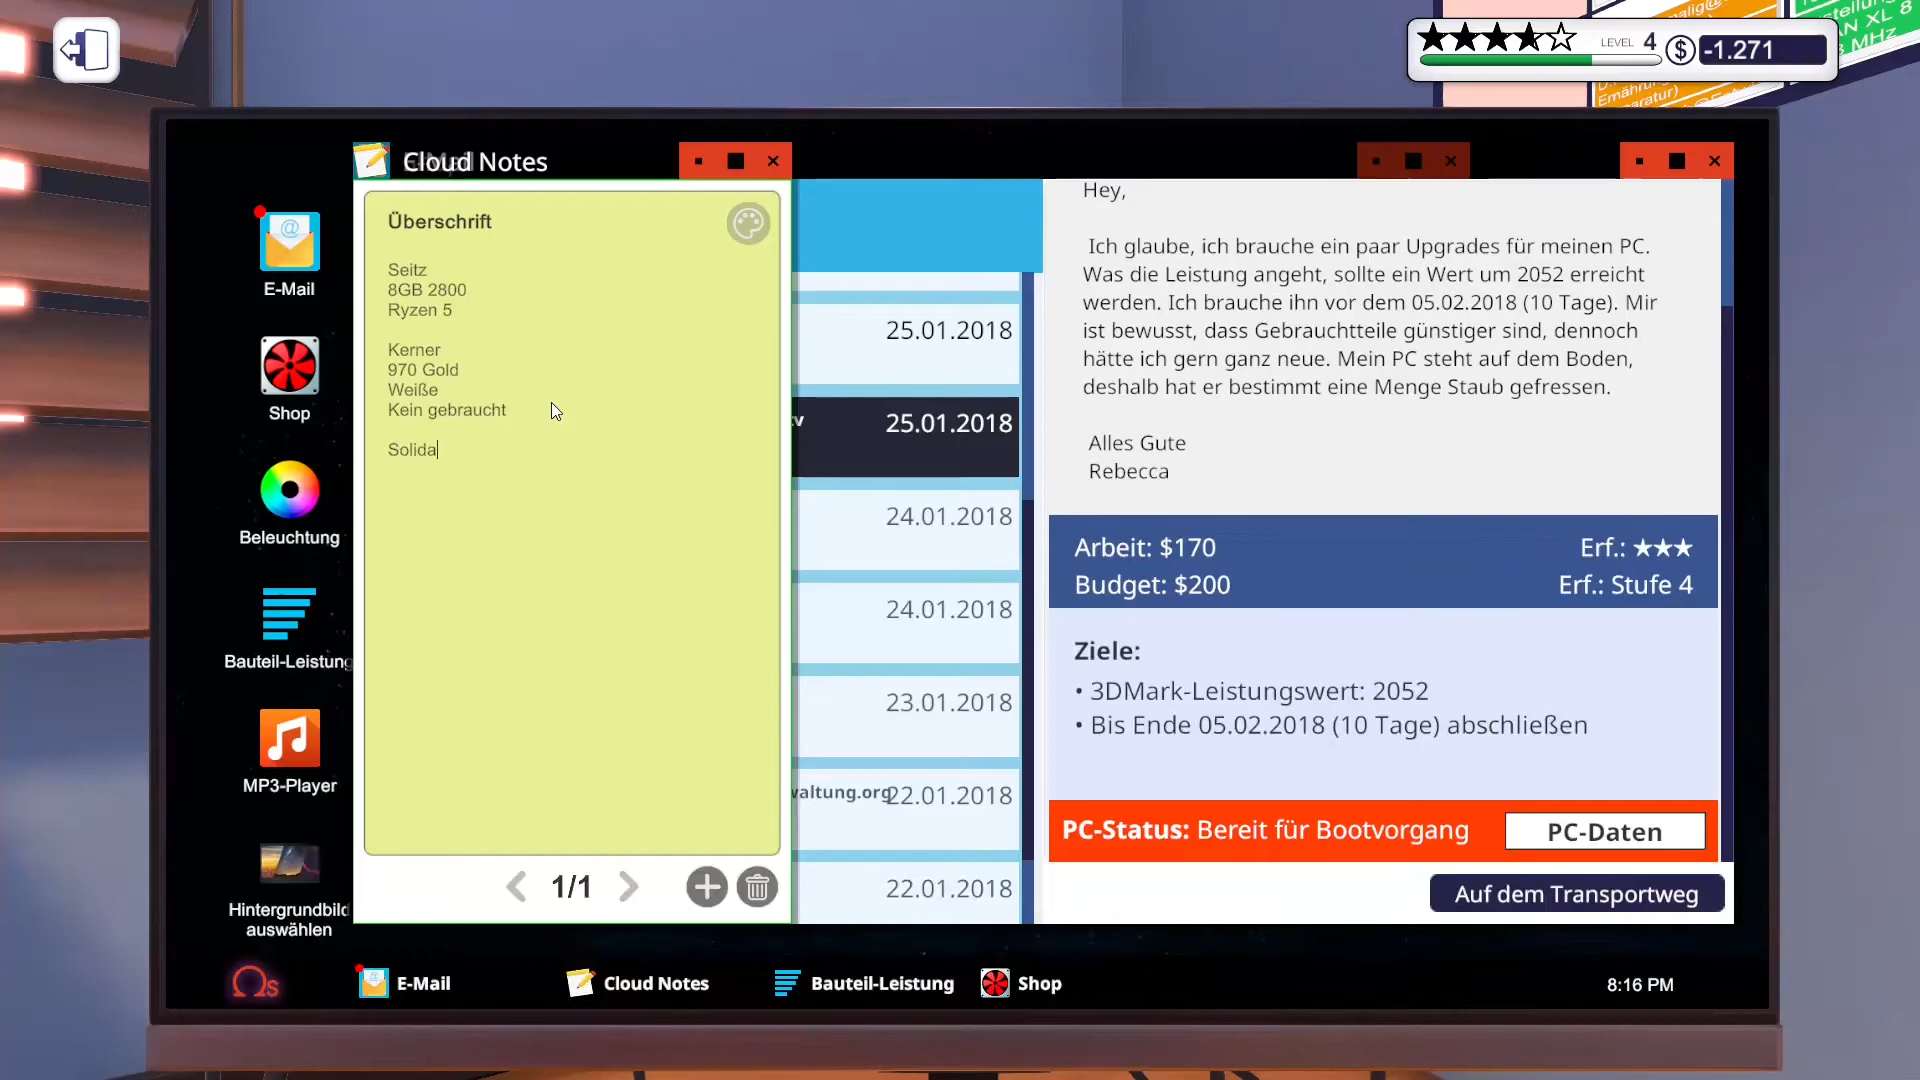 LEVEL 4
$ -1.271
Cloud Notes
Überschrift
Seitz
8GB 2800
Ryzen 5
Kerner
970 Gold
Weiße
Kein gebraucht
Solida
1/1
E-Mail
Shop
Beleuchtung
Bauteil-Leistung
MP3-Player
Hintergrundbild
auswählen
25.01.2018
25.01.2018
24.01.2018
24.01.2018
23.01.2018
waltung.org 22.01.2018
22.01.2018
Hey,
Ich glaube, ich brauche ein paar Upgrades für meinen PC.
Was die Leistung angeht, sollte ein Wert um 2052 erreicht
werden. Ich brauche ihn vor dem 05.02.2018 (10 Tage). Mir
ist bewusst, dass Gebrauchtteile günstiger sind, dennoch
hätte ich gern ganz neue. Mein PC steht auf dem Boden,
deshalb hat er bestimmt eine Menge Staub gefressen.
Alles Gute
Rebecca
Arbeit: $170 Erf.: ★★★
Budget: $200 Erf.: Stufe 4
Ziele:
• 3DMark-Leistungswert: 2052
• Bis Ende 05.02.2018 (10 Tage) abschließen
PC-Status: Bereit für Bootvorgang PC-Daten
Auf dem Transportweg
E-Mail Cloud Notes Bauteil-Leistung Shop 8:16 PM